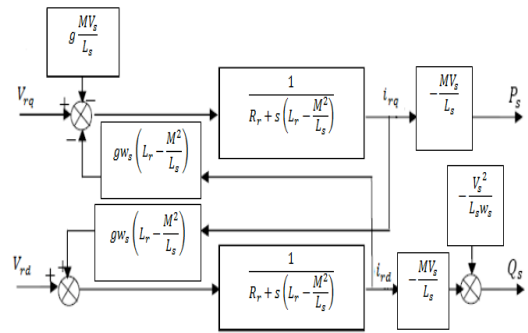 g MV_s / L_s
V_rq + − −
1 / (R_r + s(L_r − M²/L_s))
i_rq
−MV_s / L_s
P_s
gw_s(L_r − M²/L_s)
−V_s² / (L_s w_s)
gw_s(L_r − M²/L_s)
V_rd + +
1 / (R_r + s(L_r − M²/L_s))
i_rd
−MV_s / L_s
Q_s